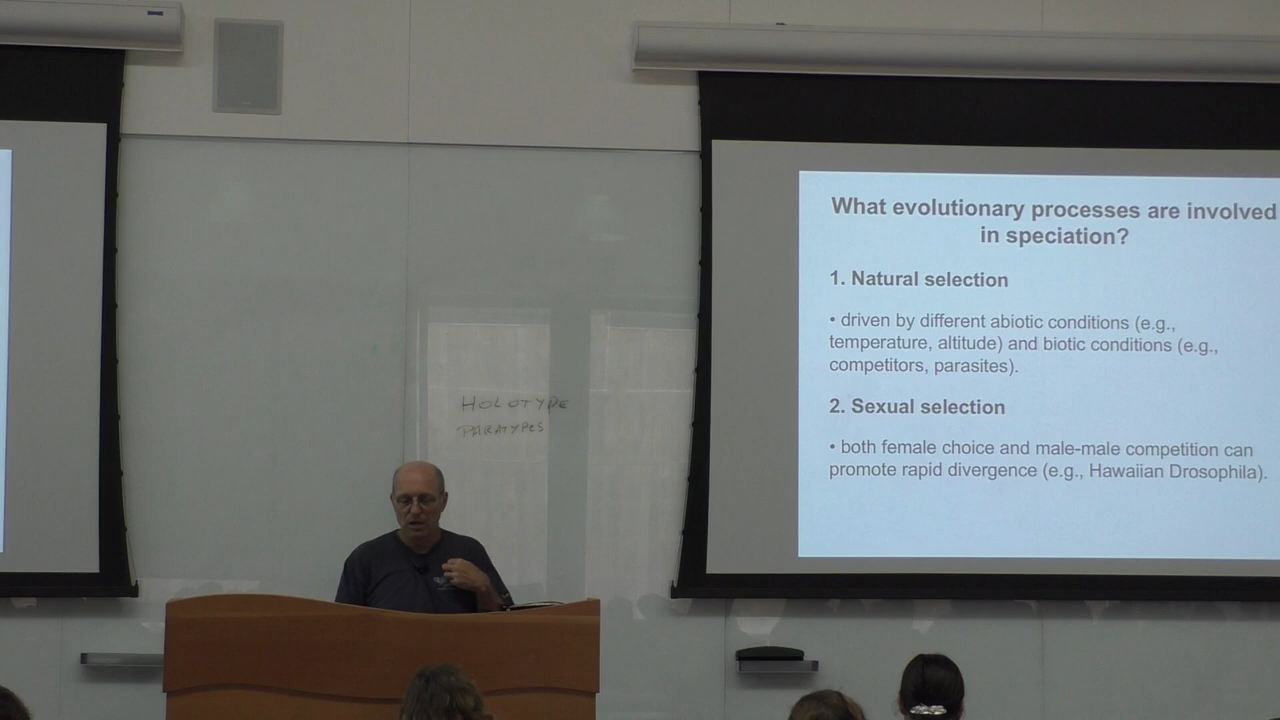 HOLOTYPE
PARATYPES
What evolutionary processes are involved
in speciation?
1. Natural selection
• driven by different abiotic conditions (e.g.,
temperature, altitude) and biotic conditions (e.g.,
competitors, parasites).
2. Sexual selection
• both female choice and male-male competition can
promote rapid divergence (e.g., Hawaiian Drosophila).